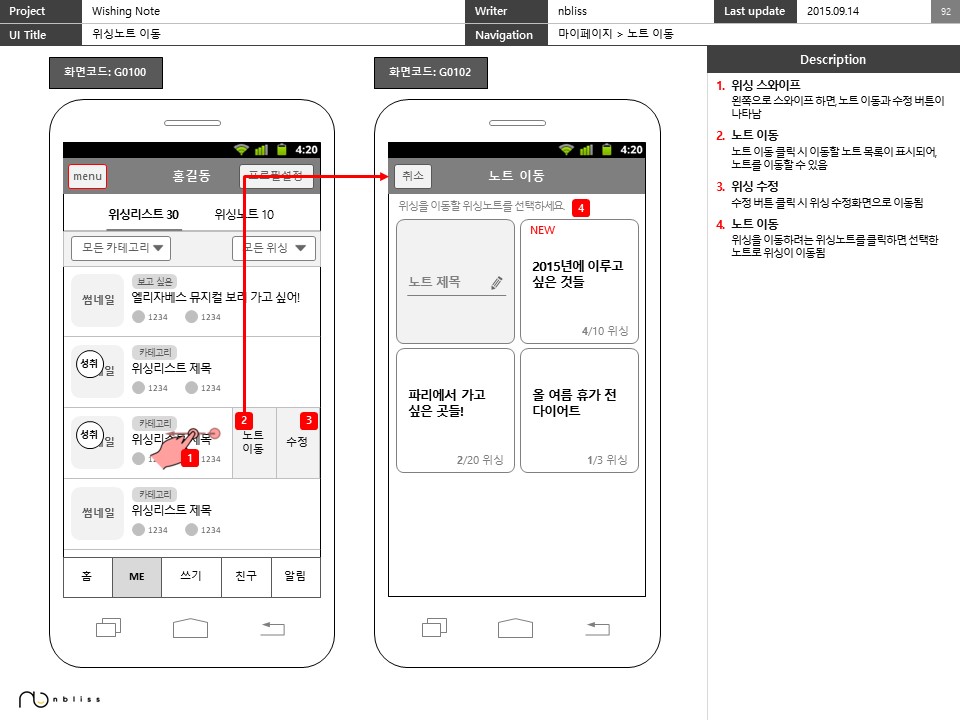 Project Wishing Note Writer nbliss Last update 2015.09.14 92
UI Title 위싱노트 이동 Navigation 마이페이지 > 노트 이동
화면코드: G0100
4:20
menu 홍길동 프로필설정
위싱리스트 30 위싱노트 10
모든 카테고리 모든 위싱
썸네일
보고 싶은
엘리자베스 뮤지컬 보러 가고 싶어!
1234 1234
성취
카테고리
위싱리스트 제목
1234 1234
성취
카테고리
위싱리스트 제목
1234
노트 이동
수정
1
2
3
썸네일
카테고리
위싱리스트 제목
1234 1234
홈 ME 쓰기 친구 알림
화면코드: G0102
4:20
취소 노트 이동
위싱을 이동할 위싱노트를 선택하세요. 4
노트 제목
NEW
2015년에 이루고
싶은 것들
4/10 위싱
파리에서 가고
싶은 곳들!
2/20 위싱
올 여름 휴가 전
다이어트
1/3 위싱
Description
1. 위싱 스와이프
왼쪽으로 스와이프 하면, 노트 이동과 수정 버튼이
나타남
2. 노트 이동
노트 이동 클릭 시 이동할 노트 목록이 표시되어,
노트를 이동할 수 있음
3. 위싱 수정
수정 버튼 클릭 시 위싱 수정화면으로 이동됨
4. 노트 이동
위싱을 이동하려는 위싱노트를 클릭하면, 선택한
노트로 위싱이 이동됨
nbliss